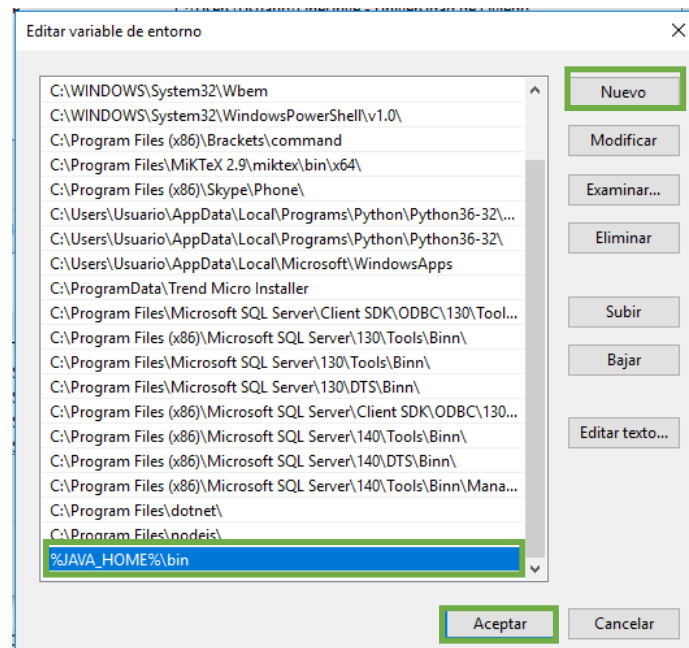 Editar variable de entorno
C:\WINDOWS\System32\Wbem
C:\WINDOWS\System32\WindowsPowerShell\v1.0\
C:\Program Files (x86)\Brackets\command
C:\Program Files\MiKTeX 2.9\miktex\bin\x64\
C:\Program Files (x86)\Skype\Phone\
C:\Users\Usuario\AppData\Local\Programs\Python\Python36-32\...
C:\Users\Usuario\AppData\Local\Programs\Python\Python36-32\
C:\Users\Usuario\AppData\Local\Microsoft\WindowsApps
C:\ProgramData\Trend Micro Installer
C:\Program Files\Microsoft SQL Server\Client SDK\ODBC\130\Tool...
C:\Program Files (x86)\Microsoft SQL Server\130\Tools\Binn\
C:\Program Files\Microsoft SQL Server\130\Tools\Binn\
C:\Program Files\Microsoft SQL Server\130\DTS\Binn\
C:\Program Files (x86)\Microsoft SQL Server\Client SDK\ODBC\130...
C:\Program Files (x86)\Microsoft SQL Server\140\Tools\Binn\
C:\Program Files (x86)\Microsoft SQL Server\140\DTS\Binn\
C:\Program Files (x86)\Microsoft SQL Server\140\Tools\Binn\Mana...
C:\Program Files\dotnet\
C:\Program Files\nodejs\
%JAVA_HOME%\bin
Nuevo
Modificar
Examinar...
Eliminar
Subir
Bajar
Editar texto...
Aceptar
Cancelar